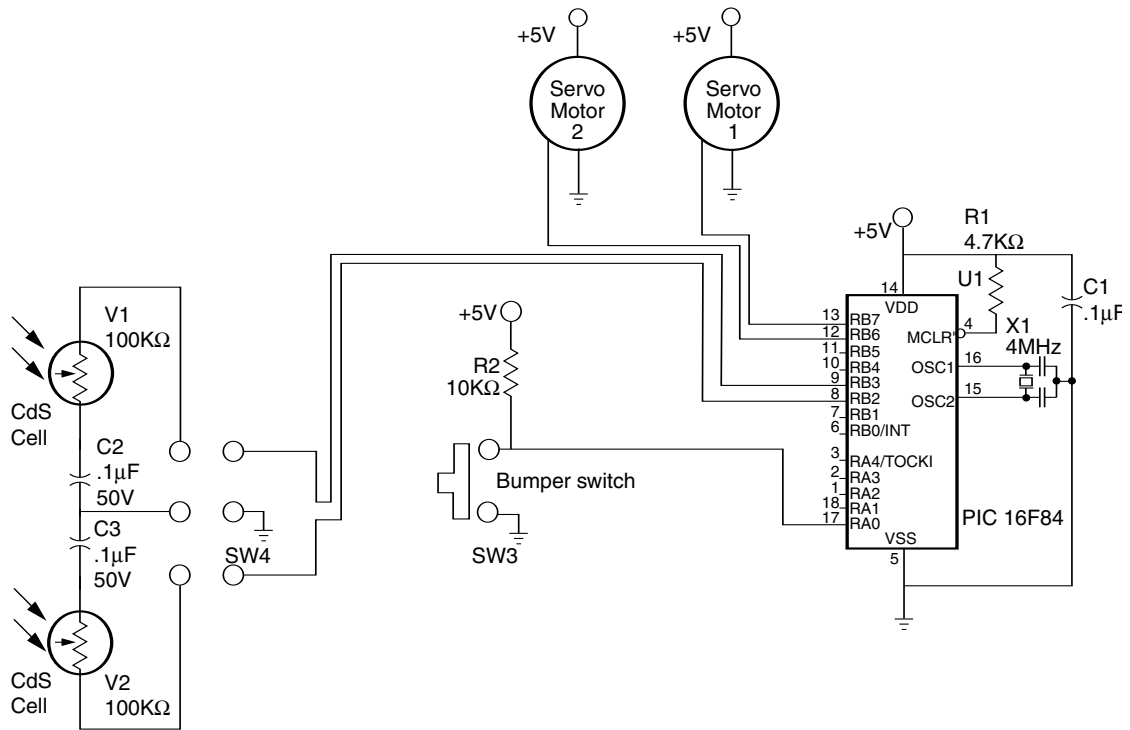 +5V
+5V
Servo
Motor
2
Servo
Motor
1
+5V
R1
4.7KΩ
U1
C1
.1µF
X1
4MHz
14
VDD
13
RB7
12
RB6
11
RB5
10
RB4
9
RB3
8
RB2
7
RB1
6
RB0/INT
3
RA4/TOCKI
2
RA3
1
RA2
18
RA1
17
RA0
4
MCLR'
16
OSC1
15
OSC2
VSS
5
PIC 16F84
V1
100KΩ
CdS
Cell
C2
.1µF
50V
C3
.1µF
50V
CdS
Cell
V2
100KΩ
SW4
+5V
R2
10KΩ
Bumper switch
SW3